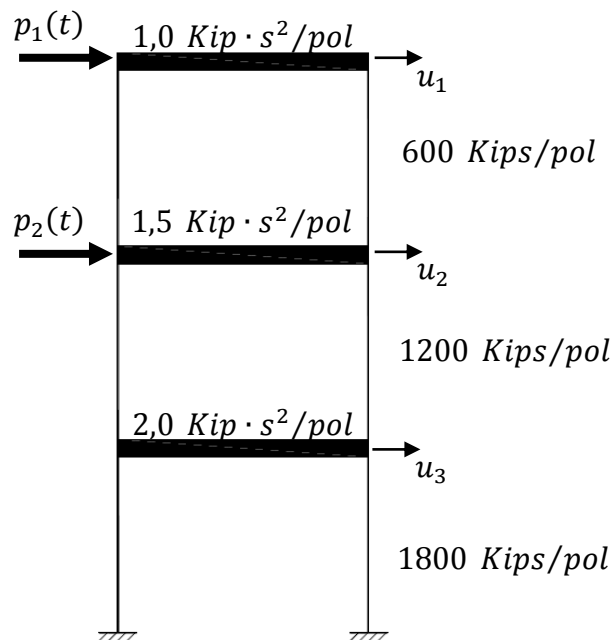 p₁(t)
1,0 Kip · s²/pol
u₁
600 Kips/pol
p₂(t)
1,5 Kip · s²/pol
u₂
1200 Kips/pol
2,0 Kip · s²/pol
u₃
1800 Kips/pol